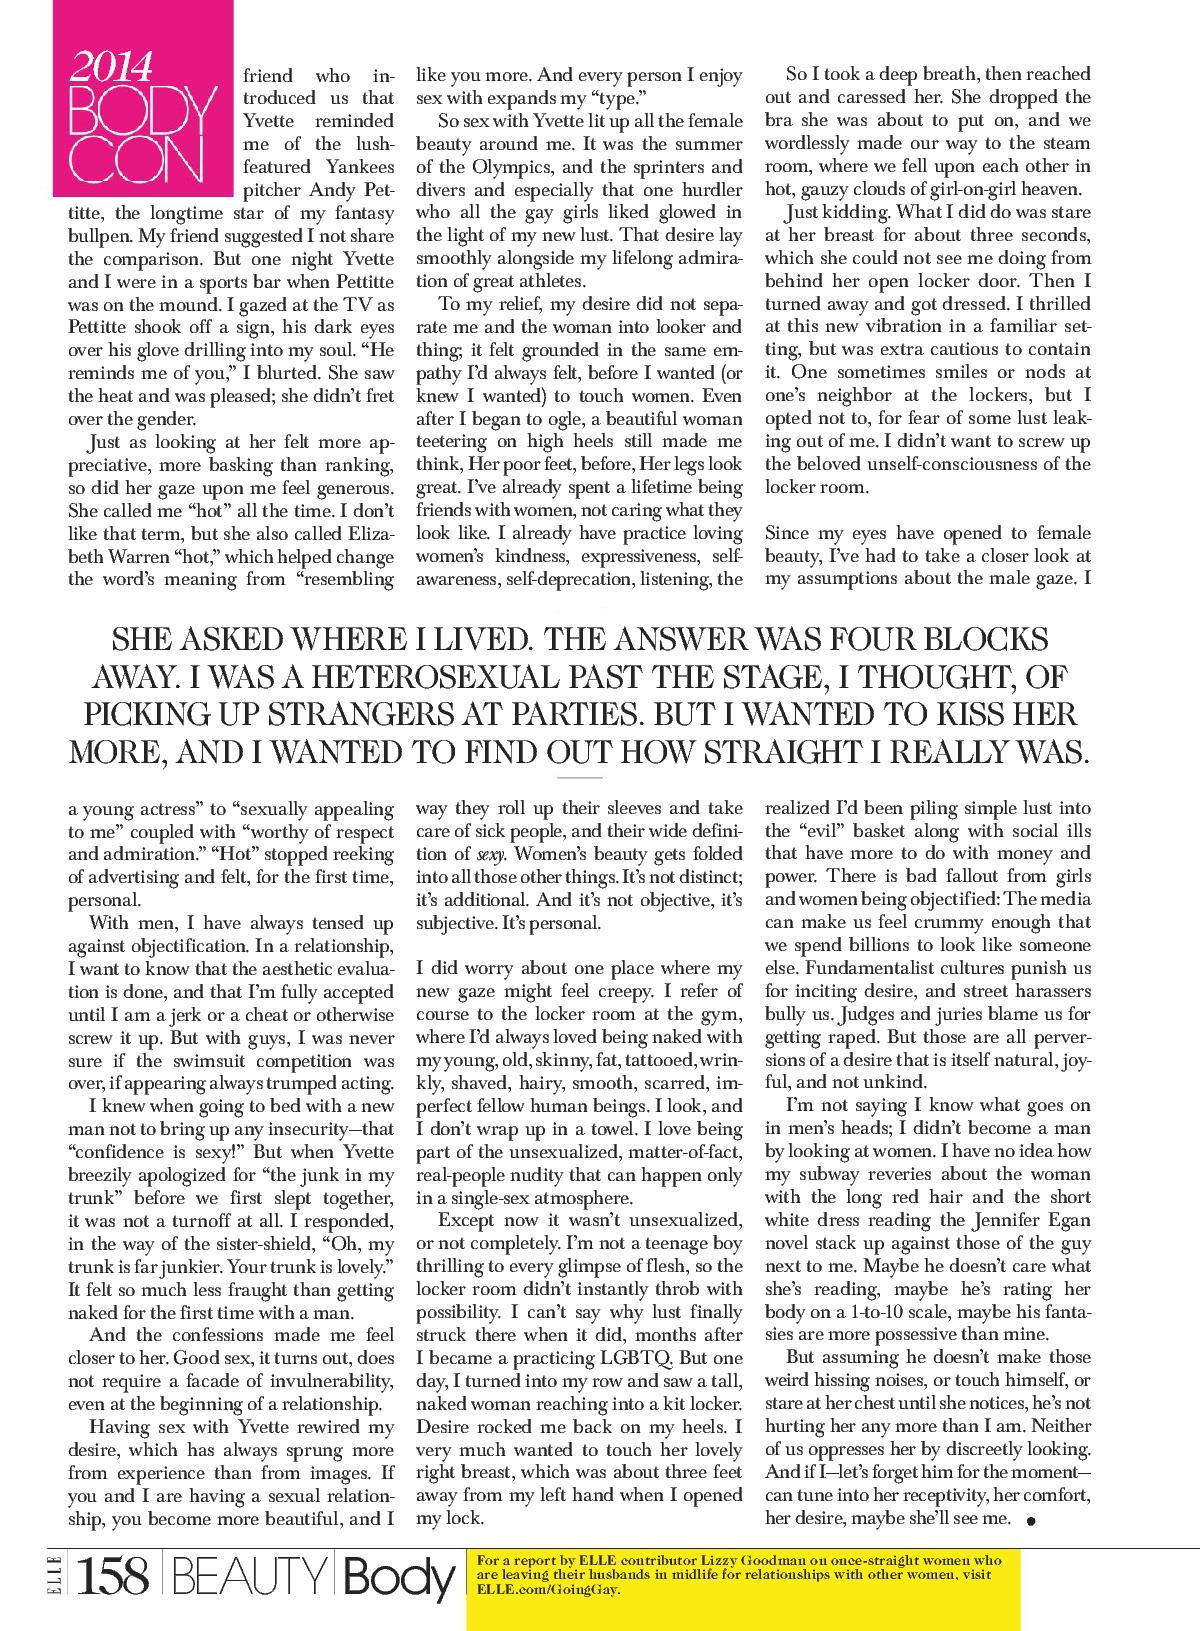 2014
BODY
CON
friend who in-
troduced us that
Yvette reminded
me of the lush-
featured Yankees
pitcher Andy Pet-
titte, the longtime star of my fantasy
bullpen. My friend suggested I not share
the comparison. But one night Yvette
and I were in a sports bar when Pettitte
was on the mound. I gazed at the TV as
Pettitte shook off a sign, his dark eyes
over his glove drilling into my soul. “He
reminds me of you,” I blurted. She saw
the heat and was pleased; she didn’t fret
over the gender.
Just as looking at her felt more ap-
preciative, more basking than ranking,
so did her gaze upon me feel generous.
She called me “hot” all the time. I don’t
like that term, but she also called Eliza-
beth Warren “hot,” which helped change
the word’s meaning from “resembling
like you more. And every person I enjoy
sex with expands my “type.”
So sex with Yvette lit up all the female
beauty around me. It was the summer
of the Olympics, and the sprinters and
divers and especially that one hurdler
who all the gay girls liked glowed in
the light of my new lust. That desire lay
smoothly alongside my lifelong admira-
tion of great athletes.
To my relief, my desire did not sepa-
rate me and the woman into looker and
thing; it felt grounded in the same em-
pathy I’d always felt, before I wanted (or
knew I wanted) to touch women. Even
after I began to ogle, a beautiful woman
teetering on high heels still made me
think, Her poor feet, before, Her legs look
great. I’ve already spent a lifetime being
friends with women, not caring what they
look like. I already have practice loving
women’s kindness, expressiveness, self-
awareness, self-deprecation, listening, the
So I took a deep breath, then reached
out and caressed her. She dropped the
bra she was about to put on, and we
wordlessly made our way to the steam
room, where we fell upon each other in
hot, gauzy clouds of girl-on-girl heaven.
Just kidding. What I did do was stare
at her breast for about three seconds,
which she could not see me doing from
behind her open locker door. Then I
turned away and got dressed. I thrilled
at this new vibration in a familiar set-
ting, but was extra cautious to contain
it. One sometimes smiles or nods at
one’s neighbor at the lockers, but I
opted not to, for fear of some lust leak-
ing out of me. I didn’t want to screw up
the beloved unself-consciousness of the
locker room.
Since my eyes have opened to female
beauty, I’ve had to take a closer look at
my assumptions about the male gaze. I
SHE ASKED WHERE I LIVED. THE ANSWER WAS FOUR BLOCKS
AWAY. I WAS A HETEROSEXUAL PAST THE STAGE, I THOUGHT, OF
PICKING UP STRANGERS AT PARTIES. BUT I WANTED TO KISS HER
MORE, AND I WANTED TO FIND OUT HOW STRAIGHT I REALLY WAS.
a young actress” to “sexually appealing
to me” coupled with “worthy of respect
and admiration.” “Hot” stopped reeking
of advertising and felt, for the first time,
personal.
With men, I have always tensed up
against objectification. In a relationship,
I want to know that the aesthetic evalua-
tion is done, and that I’m fully accepted
until I am a jerk or a cheat or otherwise
screw it up. But with guys, I was never
sure if the swimsuit competition was
over, if appearing always trumped acting.
I knew when going to bed with a new
man not to bring up any insecurity—that
“confidence is sexy!” But when Yvette
breezily apologized for “the junk in my
trunk” before we first slept together,
it was not a turnoff at all. I responded,
in the way of the sister-shield, “Oh, my
trunk is far junkier. Your trunk is lovely.”
It felt so much less fraught than getting
naked for the first time with a man.
And the confessions made me feel
closer to her. Good sex, it turns out, does
not require a facade of invulnerability,
even at the beginning of a relationship.
Having sex with Yvette rewired my
desire, which has always sprung more
from experience than from images. If
you and I are having a sexual relation-
ship, you become more beautiful, and I
way they roll up their sleeves and take
care of sick people, and their wide defini-
tion of sexy. Women’s beauty gets folded
into all those other things. It’s not distinct;
it’s additional. And it’s not objective, it’s
subjective. It’s personal.
I did worry about one place where my
new gaze might feel creepy. I refer of
course to the locker room at the gym,
where I’d always loved being naked with
my young, old, skinny, fat, tattooed, wrin-
kly, shaved, hairy, smooth, scarred, im-
perfect fellow human beings. I look, and
I don’t wrap up in a towel. I love being
part of the unsexualized, matter-of-fact,
real-people nudity that can happen only
in a single-sex atmosphere.
Except now it wasn’t unsexualized,
or not completely. I’m not a teenage boy
thrilling to every glimpse of flesh, so the
locker room didn’t instantly throb with
possibility. I can’t say why lust finally
struck there when it did, months after
I became a practicing LGBTQ. But one
day, I turned into my row and saw a tall,
naked woman reaching into a kit locker.
Desire rocked me back on my heels. I
very much wanted to touch her lovely
right breast, which was about three feet
away from my left hand when I opened
my lock.
realized I’d been piling simple lust into
the “evil” basket along with social ills
that have more to do with money and
power. There is bad fallout from girls
and women being objectified: The media
can make us feel crummy enough that
we spend billions to look like someone
else. Fundamentalist cultures punish us
for inciting desire, and street harassers
bully us. Judges and juries blame us for
getting raped. But those are all perver-
sions of a desire that is itself natural, joy-
ful, and not unkind.
I’m not saying I know what goes on
in men’s heads; I didn’t become a man
by looking at women. I have no idea how
my subway reveries about the woman
with the long red hair and the short
white dress reading the Jennifer Egan
novel stack up against those of the guy
next to me. Maybe he doesn’t care what
she’s reading, maybe he’s rating her
body on a 1-to-10 scale, maybe his fanta-
sies are more possessive than mine.
But assuming he doesn’t make those
weird hissing noises, or touch himself, or
stare at her chest until she notices, he’s not
hurting her any more than I am. Neither
of us oppresses her by discreetly looking.
And if I—let’s forget him for the moment—
can tune into her receptivity, her comfort,
her desire, maybe she’ll see me. ●
ELLE 158 BEAUTY Body
For a report by ELLE contributor Lizzy Goodman on once-straight women who
are leaving their husbands in midlife for relationships with other women, visit
ELLE.com/GoingGay.